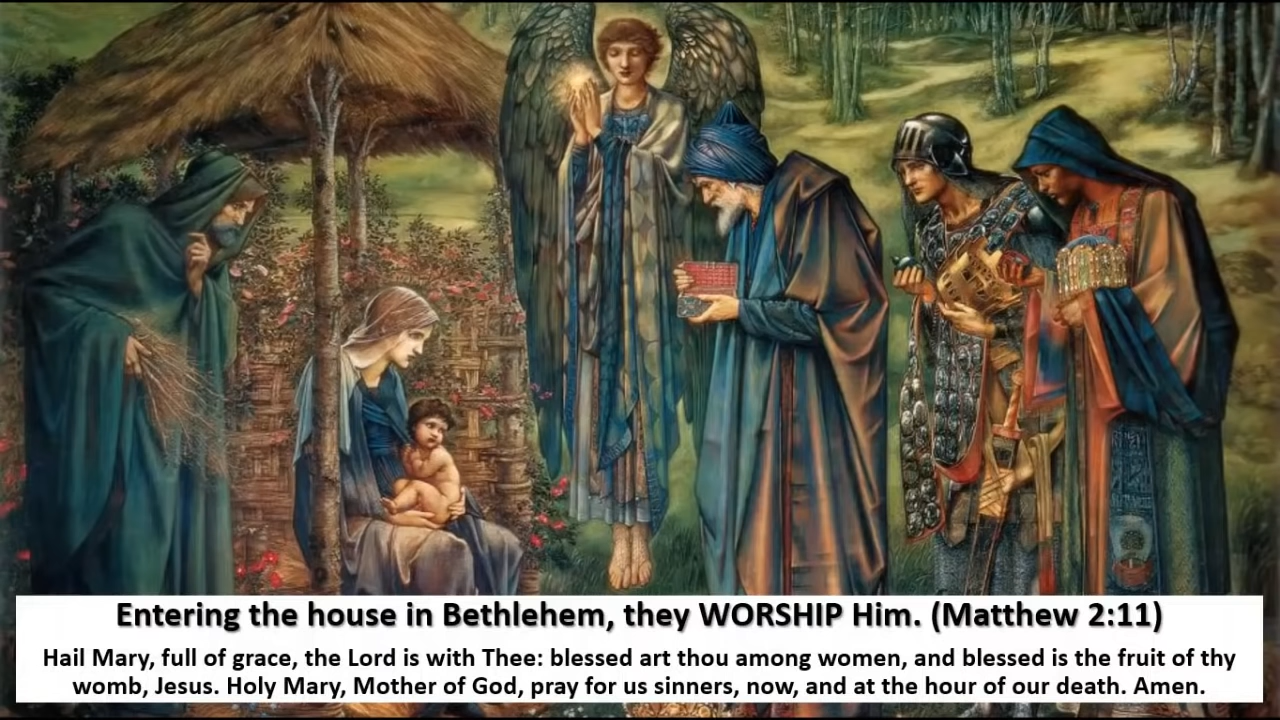 Entering the house in Bethlehem, they WORSHIP Him. (Matthew 2:11)
Hail Mary, full of grace, the Lord is with Thee: blessed art thou among women, and blessed is the fruit of thy
womb, Jesus. Holy Mary, Mother of God, pray for us sinners, now, and at the hour of our death. Amen.